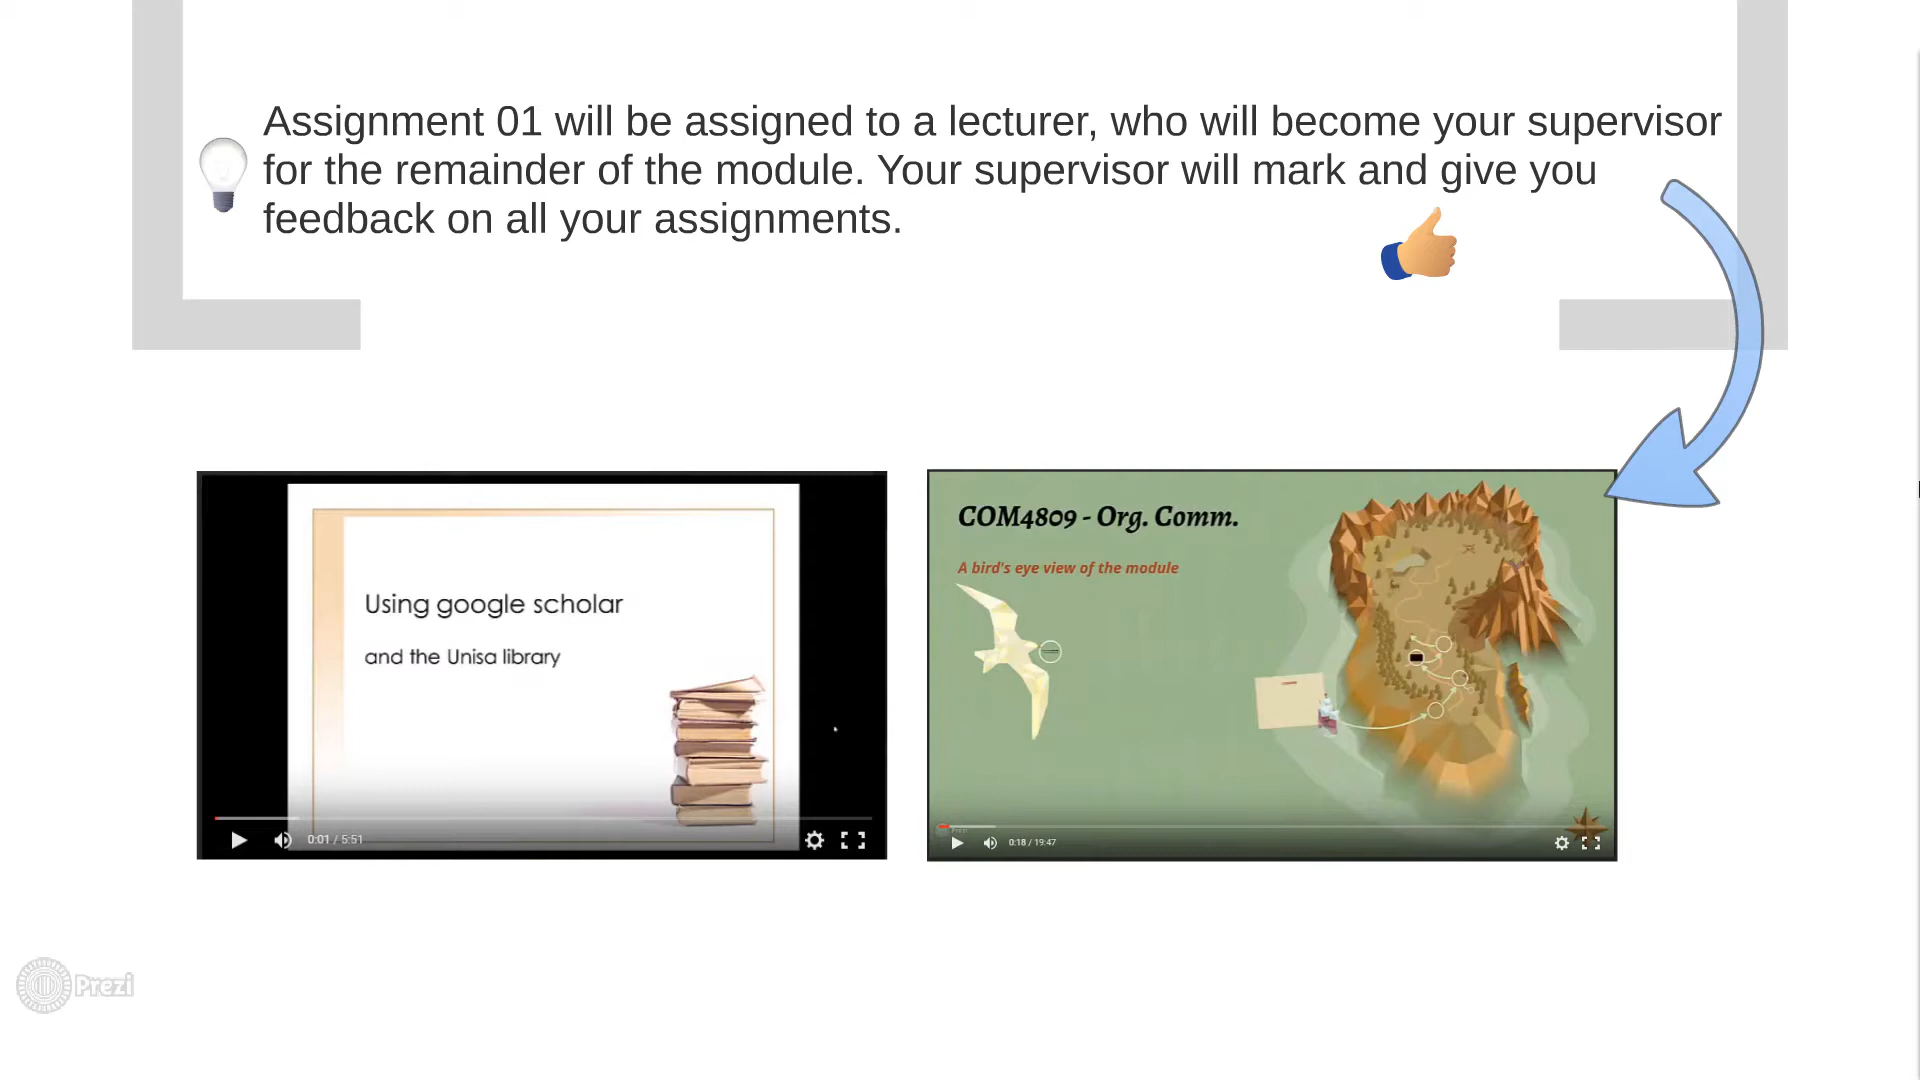 Assignment 01 will be assigned to a lecturer, who will become your supervisor
for the remainder of the module. Your supervisor will mark and give you
feedback on all your assignments.
Using google scholar
and the Unisa library
0:01 / 5:51
COM4809 - Org. Comm.
A bird's eye view of the module
0:18 / 19:47
Prezi